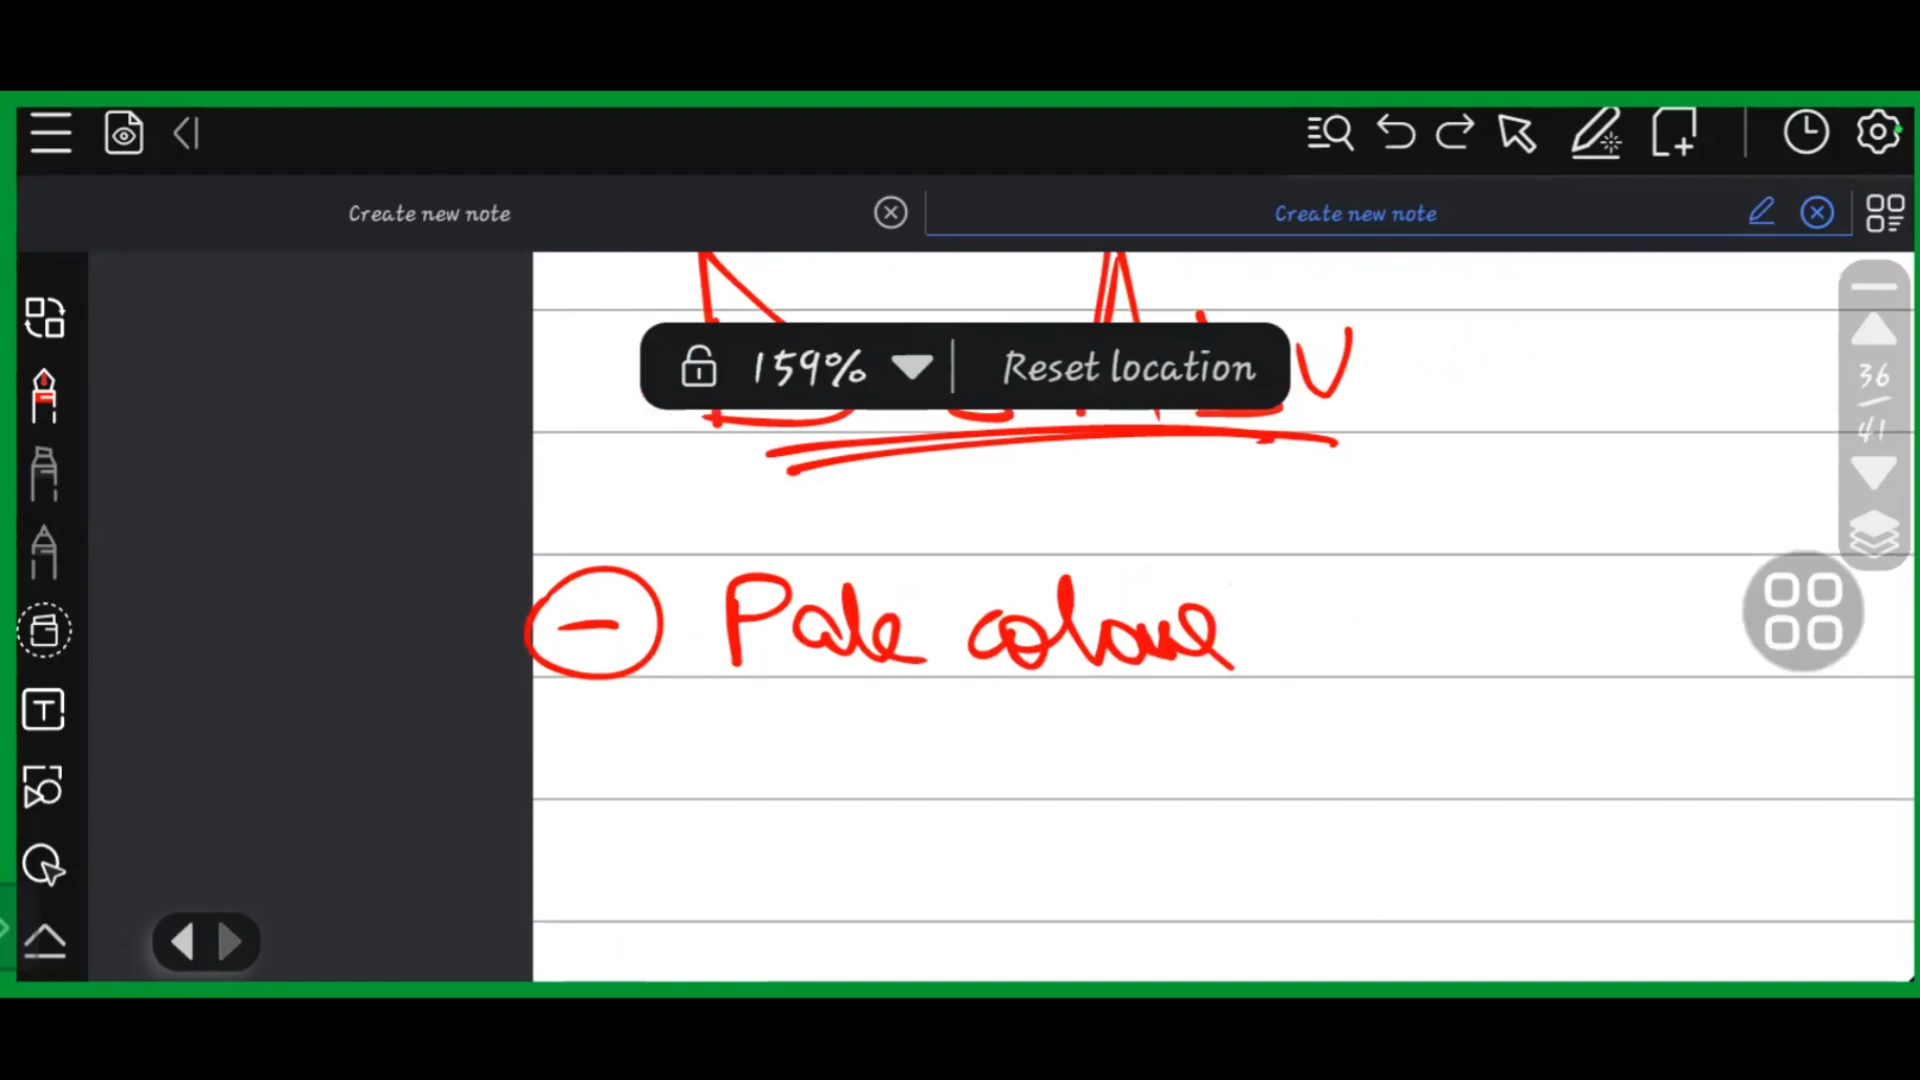 Create new note
Create new note
159% Reset location
36
41
Pale colour
T